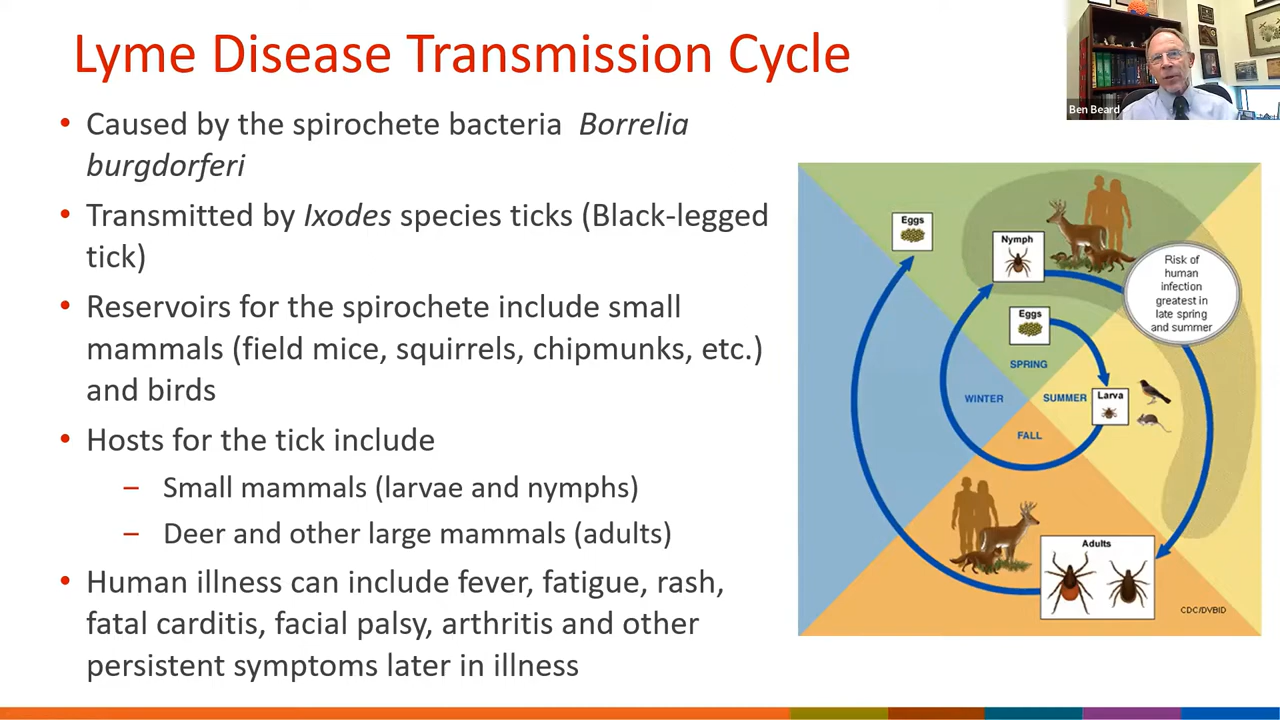 Lyme Disease Transmission Cycle
Ben Beard
• Caused by the spirochete bacteria Borrelia
burgdorferi
• Transmitted by Ixodes species ticks (Black-legged
tick)
• Reservoirs for the spirochete include small
mammals (field mice, squirrels, chipmunks, etc.)
and birds
• Hosts for the tick include
– Small mammals (larvae and nymphs)
– Deer and other large mammals (adults)
• Human illness can include fever, fatigue, rash,
fatal carditis, facial palsy, arthritis and other
persistent symptoms later in illness
Eggs
Nymph
Risk of
human
infection
greatest in
late spring
and summer
Eggs
SPRING
WINTER
SUMMER
Larva
FALL
Adults
CDC/DVBID